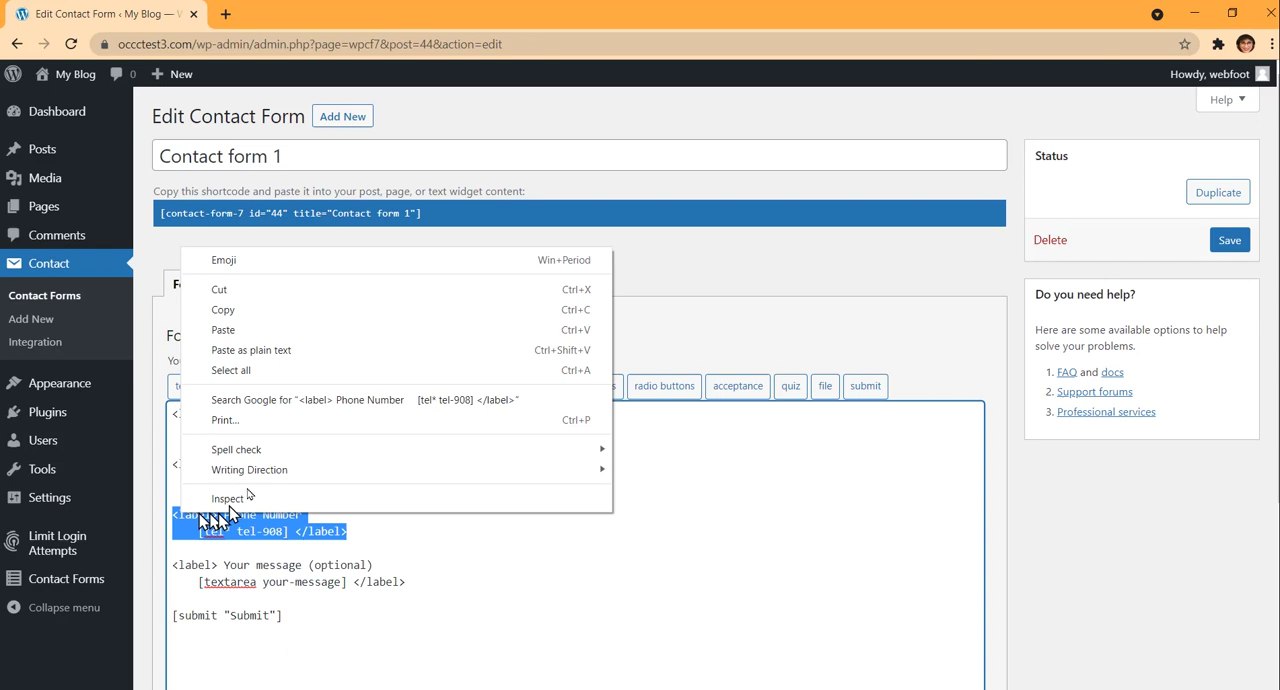 Edit Contact Form ‹ My Blog —
occctest3.com/wp-admin/admin.php?page=wpcf7&post=44&action=edit
My Blog
0
New
Howdy, webfoot
Help
Dashboard
Posts
Media
Pages
Comments
Contact
Contact Forms
Add New
Integration
Appearance
Plugins
Users
Tools
Settings
Limit Login
Attempts
Contact Forms
Collapse menu
Edit Contact Form
Add New
Contact form 1
Copy this shortcode and paste it into your post, page, or text widget content:
[contact-form-7 id="44" title="Contact form 1"]
Emoji Win+Period
Cut Ctrl+X
Copy Ctrl+C
Paste Ctrl+V
Paste as plain text Ctrl+Shift+V
Select all Ctrl+A
Search Google for "<label> Phone Number [tel* tel-908] </label>"
Print... Ctrl+P
Spell check
Writing Direction
Inspect
radio buttons
acceptance
quiz
file
submit
Number
tel-908] </label>
<label> Your message (optional)
[textarea your-message] </label>
[submit "Submit"]
Status
Duplicate
Delete
Save
Do you need help?
Here are some available options to help
solve your problems.
1. FAQ and docs
2. Support forums
3. Professional services